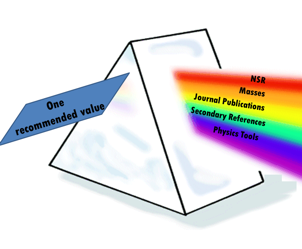 One
recommended value
NSR
Masses
Journal Publications
Secondary References
Physics Tools